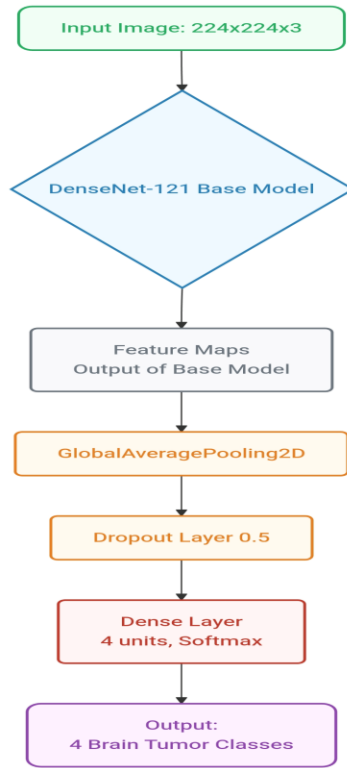 Input Image: 224x224x3
DenseNet-121 Base Model
Feature Maps
Output of Base Model
GlobalAveragePooling2D
Dropout Layer 0.5
Dense Layer
4 units, Softmax
Output:
4 Brain Tumor Classes